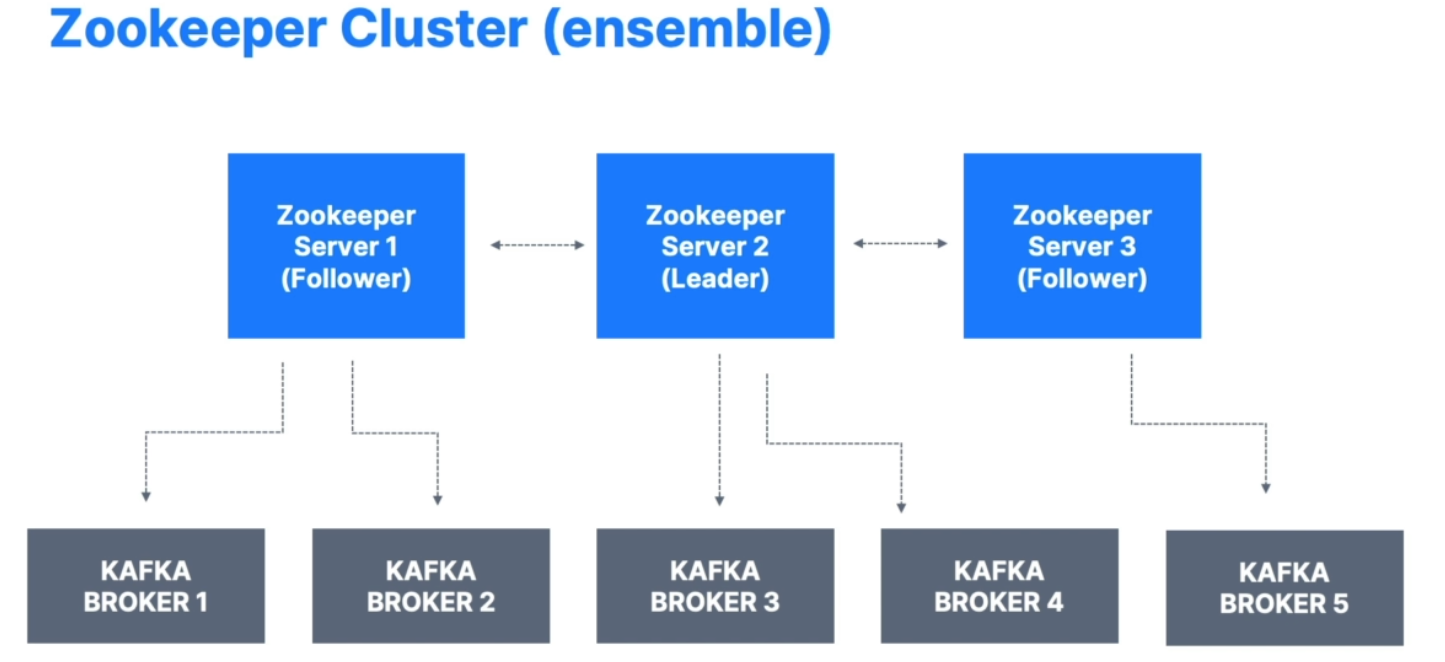 Zookeeper Cluster (ensemble)
Zookeeper
Server 1
(Follower)
Zookeeper
Server 2
(Leader)
Zookeeper
Server 3
(Follower)
KAFKA
BROKER 1
KAFKA
BROKER 2
KAFKA
BROKER 3
KAFKA
BROKER 4
KAFKA
BROKER 5